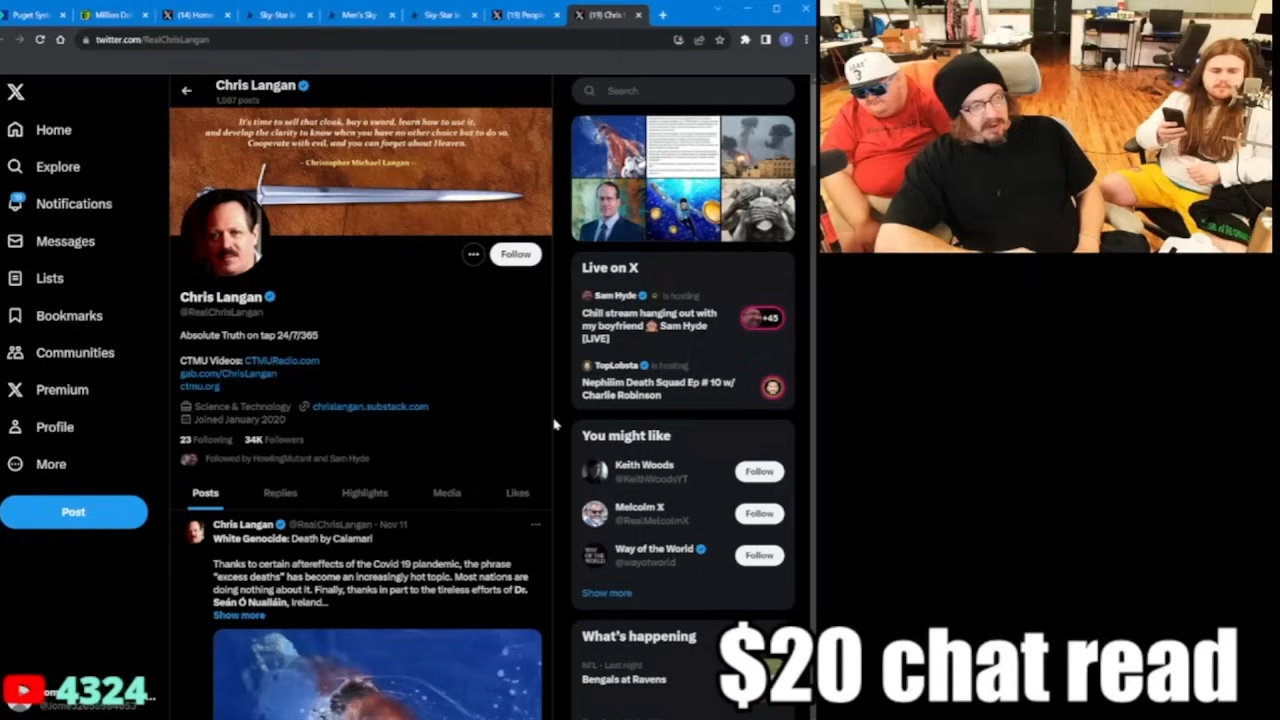 Puget Sys
Million Dol
(14) Home
Sky-Star in
Men's Sky
Sky-Star in
(19) People
(19) Chris
twitter.com/RealChrisLangan
Chris Langan
1,987 posts
It's time to sell that cloak, buy a sword, learn how to use it,
and develop the clarity to know when you have no other choice but to do so.
Cooperate with evil, and you can forget about Heaven.
~ Christopher Michael Langan ~
Home
Explore
Notifications
Messages
Lists
Bookmarks
Communities
Premium
Profile
More
Post
Follow
Chris Langan
@RealChrisLangan
Absolute Truth on tap 24/7/365
CTMU Videos: CTMURadio.com
gab.com/ChrisLangan
ctmu.org
Science & Technology chrislangan.substack.com
Joined January 2020
23 Following 34K Followers
Followed by HowlingMutant and Sam Hyde
Posts Replies Highlights Media Likes
Chris Langan @RealChrisLangan · Nov 11
White Genocide: Death by Calamari
Thanks to certain aftereffects of the Covid 19 plandemic, the phrase
"excess deaths" has become an increasingly hot topic. Most nations are
doing nothing about it. Finally, thanks in part to the tireless efforts of Dr.
Seán Ó Nualláin, Ireland...
Show more
Search
Live on X
Sam Hyde is hosting
Chill stream hanging out with
my boyfriend Sam Hyde
[LIVE]
+45
TopLobsta is hosting
Nephilim Death Squad Ep # 10 w/
Charlie Robinson
You might like
Keith Woods
@KeithWoodsYT
Follow
Melcolm X
@RealMelcolmX
Follow
Way of the World
@wayotworld
Follow
Show more
What's happening
NFL · Last night
Bengals at Ravens
4324
$20 chat read